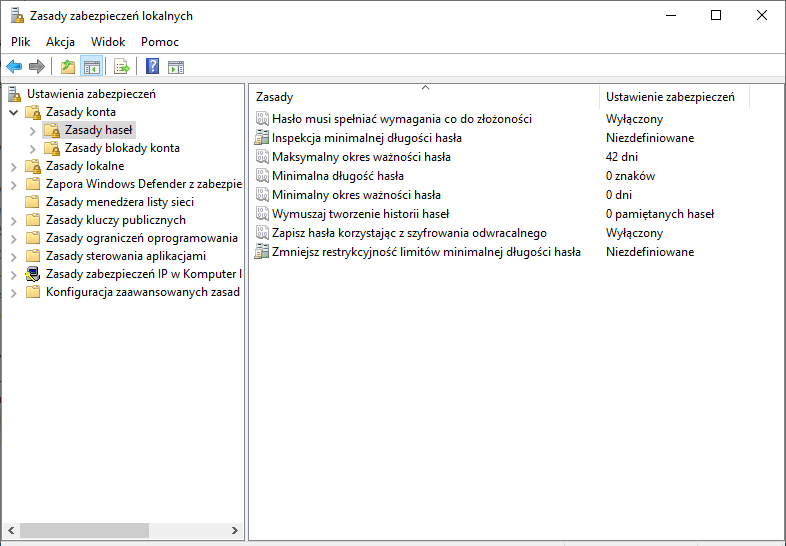 Zasady zabezpieczeń lokalnych
Plik Akcja Widok Pomoc
Ustawienia zabezpieczeń
Zasady konta
Zasady haseł
Zasady blokady konta
Zasady lokalne
Zapora Windows Defender z zabezpie
Zasady menedżera listy sieci
Zasady kluczy publicznych
Zasady ograniczeń oprogramowania
Zasady sterowania aplikacjami
Zasady zabezpieczeń IP w Komputer l
Konfiguracja zaawansowanych zasad
Zasady Ustawienie zabezpieczeń
Hasło musi spełniać wymagania co do złożoności Wyłączony
Inspekcja minimalnej długości hasła Niezdefiniowane
Maksymalny okres ważności hasła 42 dni
Minimalna długość hasła 0 znaków
Minimalny okres ważności hasła 0 dni
Wymuszaj tworzenie historii haseł 0 pamiętanych haseł
Zapisz hasła korzystając z szyfrowania odwracalnego Wyłączony
Zmniejsz restrykcyjność limitów minimalnej długości hasła Niezdefiniowane